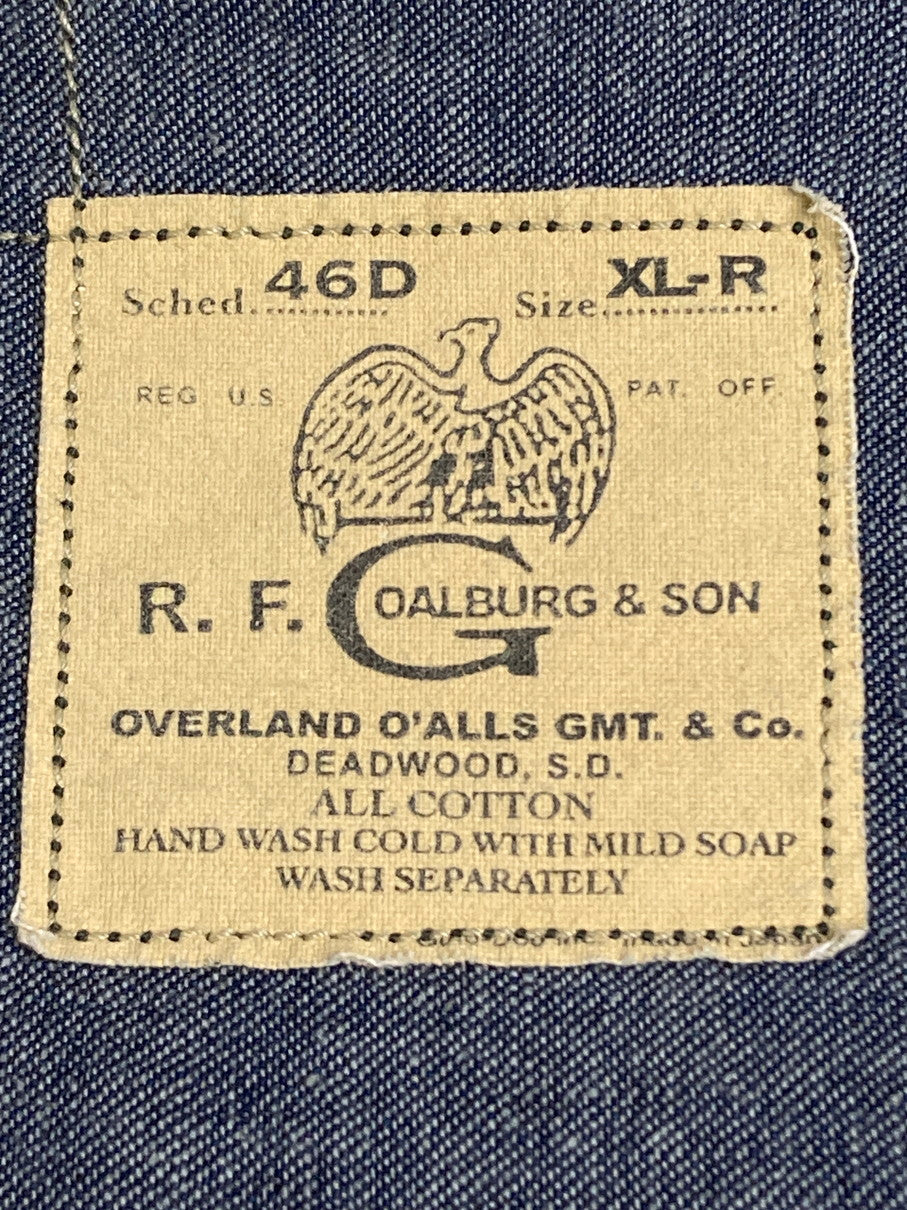 Sched. 46D Size XL-R
REG U.S. PAT. OFF.
R. F. GOALBURG & SON
OVERLAND O'ALLS GMT. & Co.
DEADWOOD, S.D.
ALL COTTON
HAND WASH COLD WITH MILD SOAP
WASH SEPARATELY
Japan